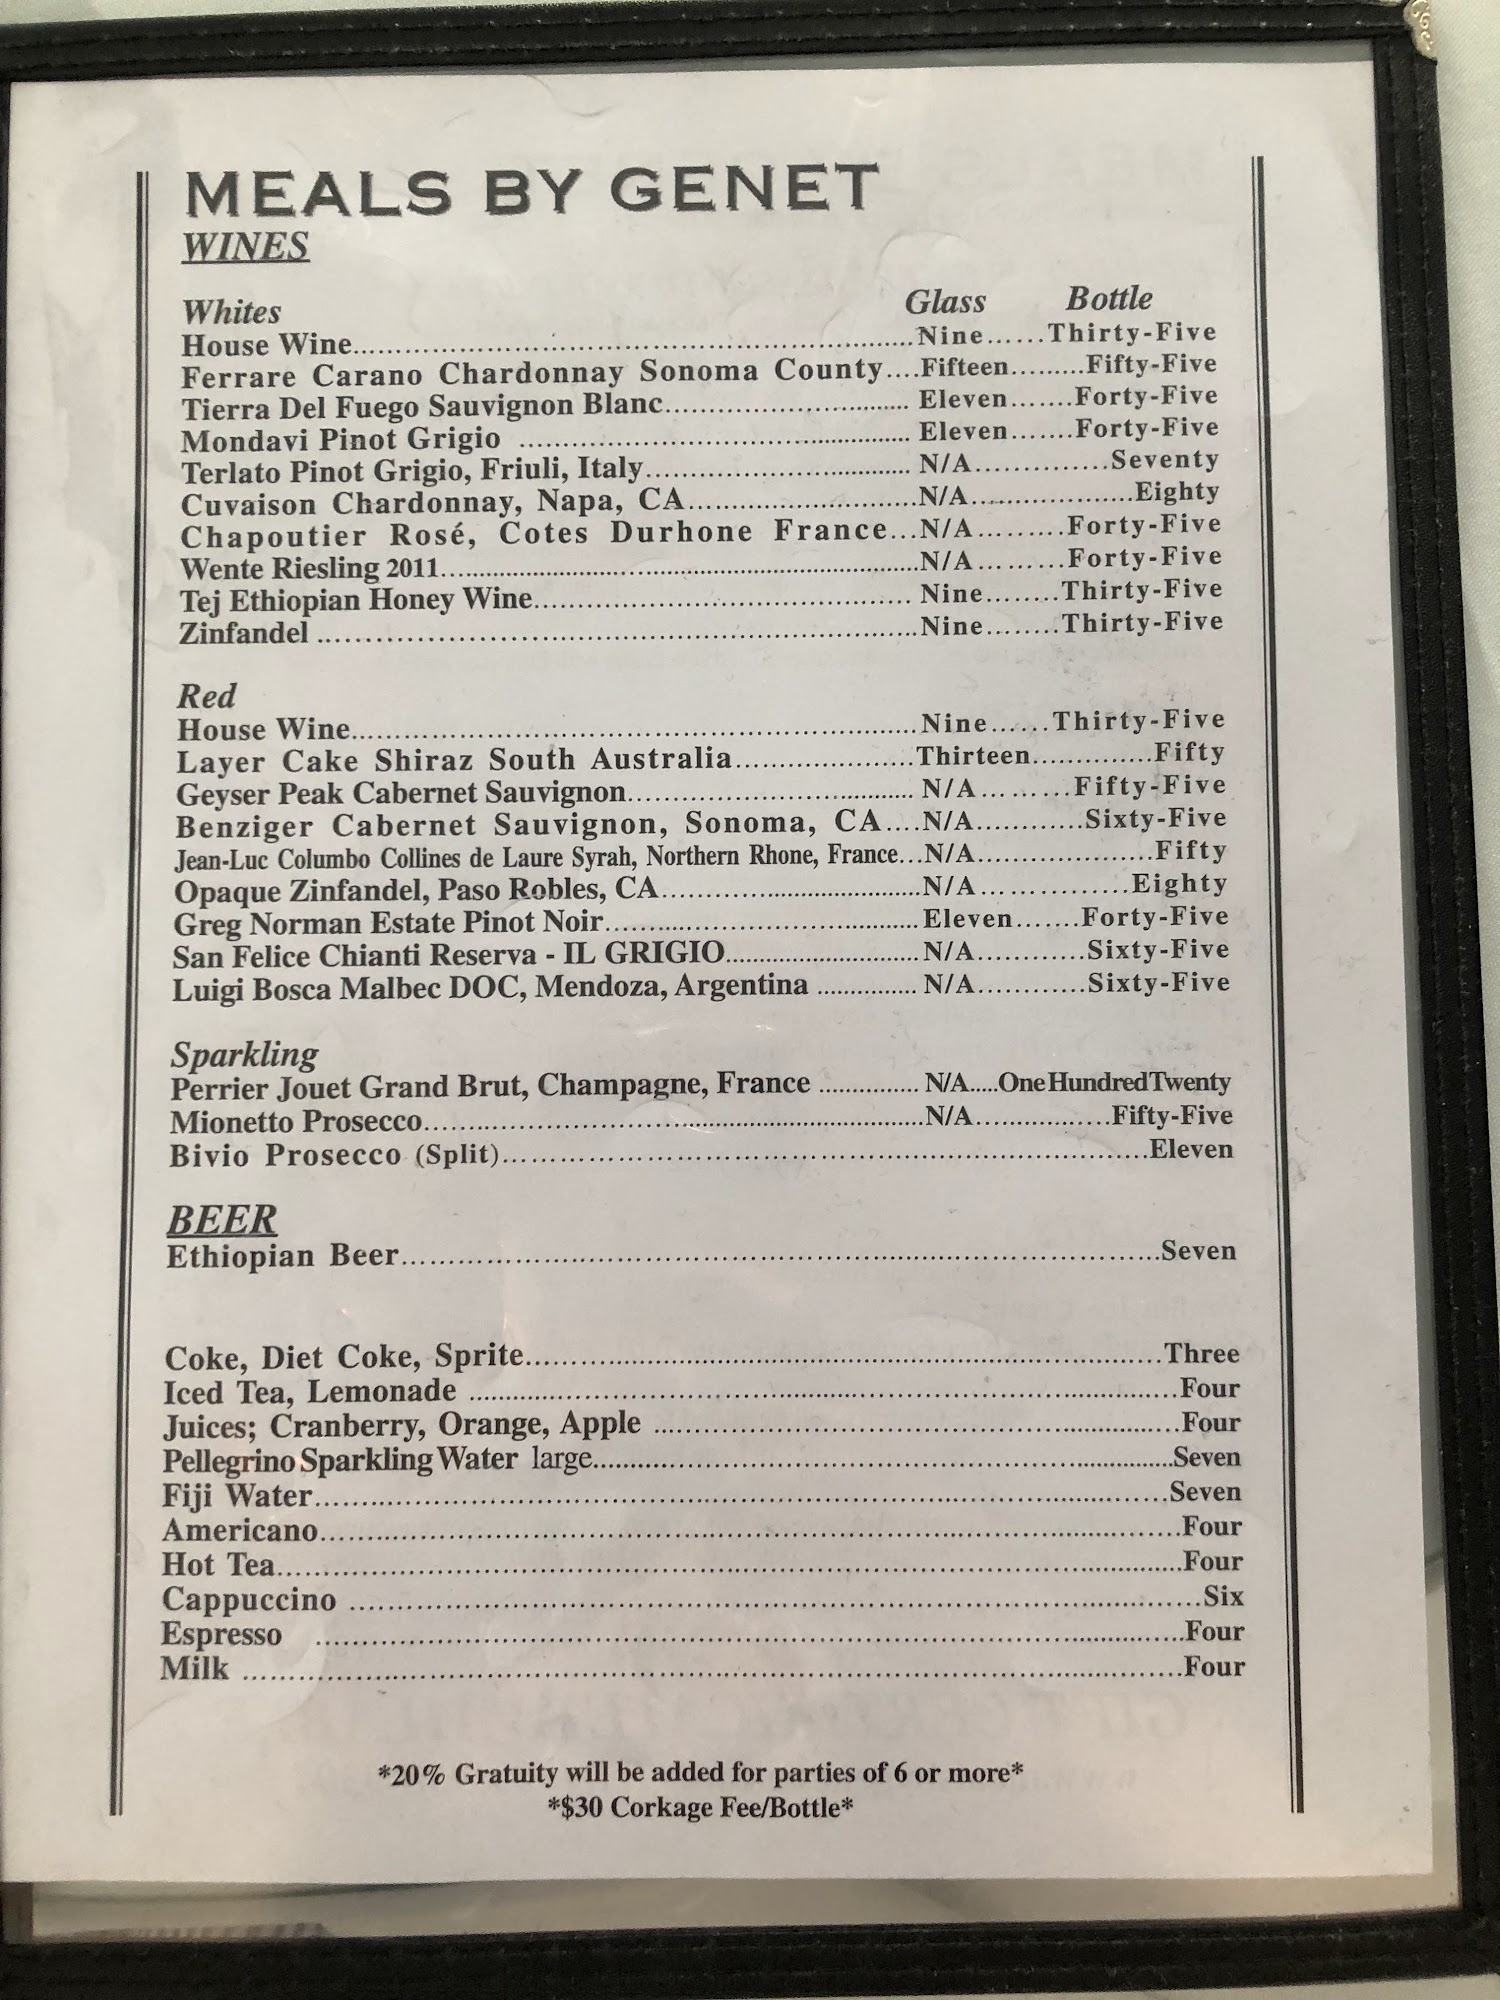 MEALS BY GENET
WINES
Whites Glass Bottle
House Wine Nine Thirty-Five
Ferrare Carano Chardonnay Sonoma County Fifteen Fifty-Five
Tierra Del Fuego Sauvignon Blanc Eleven Forty-Five
Mondavi Pinot Grigio Eleven Forty-Five
Terlato Pinot Grigio, Friuli, Italy N/A Seventy
Cuvaison Chardonnay, Napa, CA N/A Eighty
Chapoutier Rosé, Cotes Durhone France N/A Forty-Five
Wente Riesling 2011 N/A Forty-Five
Tej Ethiopian Honey Wine Nine Thirty-Five
Zinfandel Nine Thirty-Five
Red
House Wine Nine Thirty-Five
Layer Cake Shiraz South Australia Thirteen Fifty
Geyser Peak Cabernet Sauvignon N/A Fifty-Five
Benziger Cabernet Sauvignon, Sonoma, CA N/A Sixty-Five
Jean-Luc Columbo Collines de Laure Syrah, Northern Rhone, France N/A Fifty
Opaque Zinfandel, Paso Robles, CA N/A Eighty
Greg Norman Estate Pinot Noir Eleven Forty-Five
San Felice Chianti Reserva - IL GRIGIO N/A Sixty-Five
Luigi Bosca Malbec DOC, Mendoza, Argentina N/A Sixty-Five
Sparkling
Perrier Jouet Grand Brut, Champagne, France N/A One Hundred Twenty
Mionetto Prosecco N/A Fifty-Five
Bivio Prosecco (Split) Eleven
BEER
Ethiopian Beer Seven
Coke, Diet Coke, Sprite Three
Iced Tea, Lemonade Four
Juices; Cranberry, Orange, Apple Four
Pellegrino Sparkling Water large Seven
Fiji Water Seven
Americano Four
Hot Tea Four
Cappuccino Six
Espresso Four
Milk Four
*20% Gratuity will be added for parties of 6 or more*
*$30 Corkage Fee/Bottle*